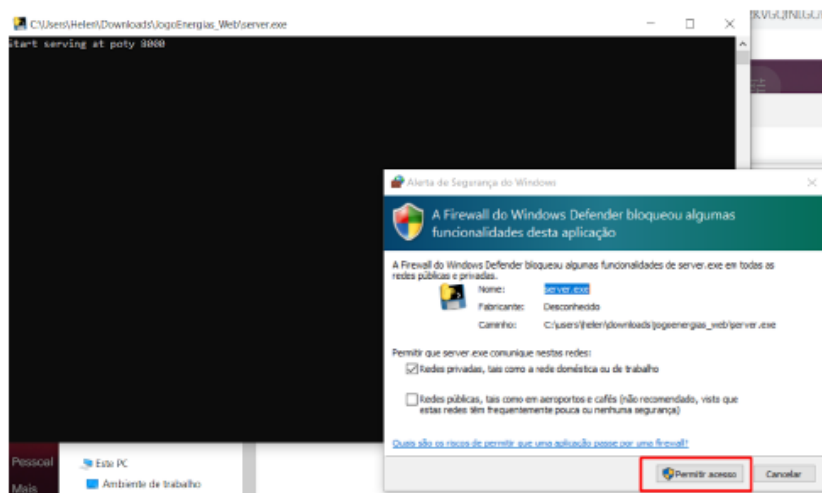 C:\Users\Helen\Downloads\JogoEnergias_Web\server.exe
start serving at poty 8000
Alerta de Segurança do Windows
A Firewall do Windows Defender bloqueou algumas
funcionalidades desta aplicação
A Firewall do Windows Defender bloqueou algumas funcionalidades de server.exe em todas as
redes públicas e privadas.
Nome: server.exe
Fabricante: Desconhecido
Caminho: C:\users\helen\downloads\jogoenergias_web\server.exe
Permitir que server.exe comunique nestas redes:
Redes privadas, tais como a rede doméstica ou de trabalho
Redes públicas, tais como em aeroportos e cafés (não recomendado, visto que
estas redes têm frequentemente pouca ou nenhuma segurança)
Quais são os riscos de permitir que uma aplicação passe por uma firewall?
Permitir acesso Cancelar
Pessoal
Este PC
Mais
Ambiente de trabalho